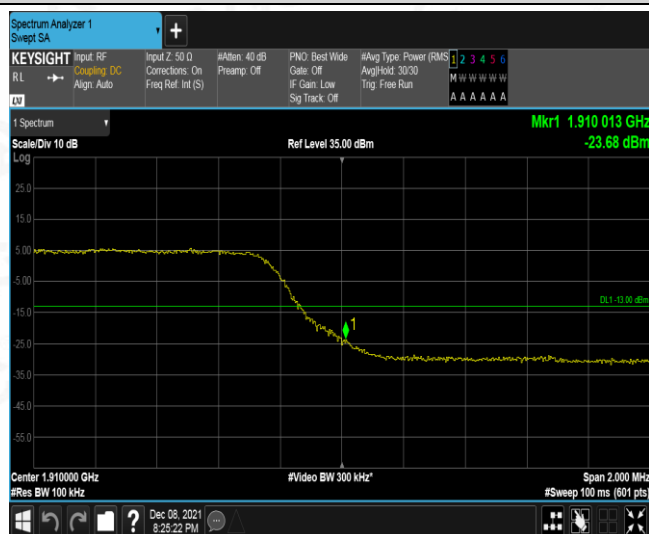 Spectrum Analyzer 1
Swept SA
+
KEYSIGHT Input: RF Input Z: 50 Ω #Atten: 40 dB PNO: Best Wide #Avg Type: Power (RMS 1 2 3 4 5 6
RL Coupling: DC Corrections: On Preamp: Off Gate: Off Avg|Hold: 30/30 M W W W W W
Align: Auto Freq Ref: Int (S) IF Gain: Low Trig: Free Run
Sig Track: Off A A A A A A
LXI
1 Spectrum Mkr1 1.910 013 GHz
Scale/Div 10 dB Ref Level 35.00 dBm -23.68 dBm
Log
25.0
15.0
5.00
-5.00
DL1 -13.00 dBm
-15.0
1
-25.0
-35.0
-45.0
-55.0
Center 1.910000 GHz #Video BW 300 kHz* Span 2.000 MHz
#Res BW 100 kHz #Sweep 100 ms (601 pts)
? Dec 08, 2021
8:25:22 PM